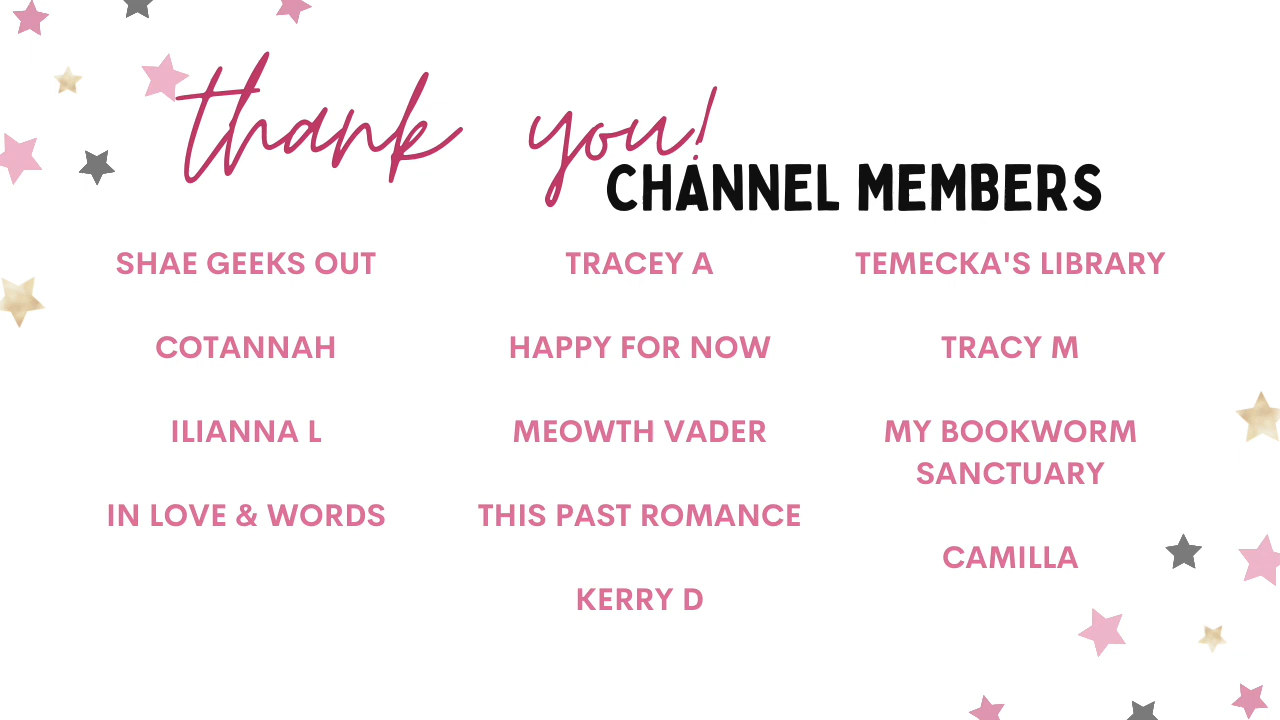 thank you!
CHANNEL MEMBERS
SHAE GEEKS OUT
COTANNAH
ILIANNA L
IN LOVE & WORDS
TRACEY A
HAPPY FOR NOW
MEOWTH VADER
THIS PAST ROMANCE
KERRY D
TEMECKA'S LIBRARY
TRACY M
MY BOOKWORM
SANCTUARY
CAMILLA